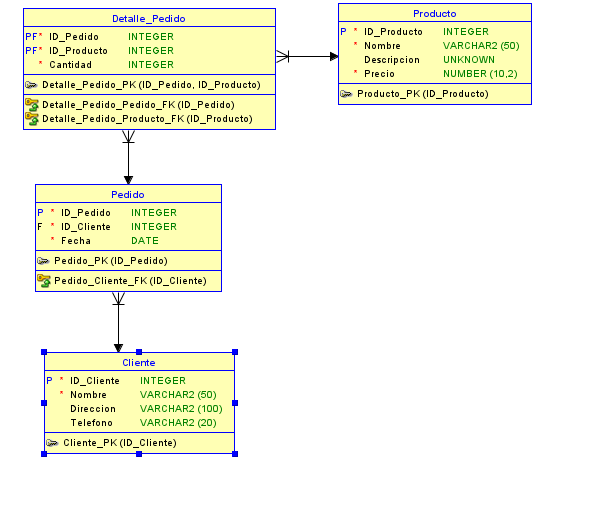 Detalle_Pedido
PF* ID_Pedido INTEGER
PF* ID_Producto INTEGER
* Cantidad INTEGER
Detalle_Pedido_PK (ID_Pedido, ID_Producto)
Detalle_Pedido_Pedido_FK (ID_Pedido)
Detalle_Pedido_Producto_FK (ID_Producto)
Producto
P * ID_Producto INTEGER
* Nombre VARCHAR2 (50)
Descripcion UNKNOWN
* Precio NUMBER (10,2)
Producto_PK (ID_Producto)
Pedido
P * ID_Pedido INTEGER
F * ID_Cliente INTEGER
* Fecha DATE
Pedido_PK (ID_Pedido)
Pedido_Cliente_FK (ID_Cliente)
Cliente
P * ID_Cliente INTEGER
* Nombre VARCHAR2 (50)
Direccion VARCHAR2 (100)
Telefono VARCHAR2 (20)
Cliente_PK (ID_Cliente)